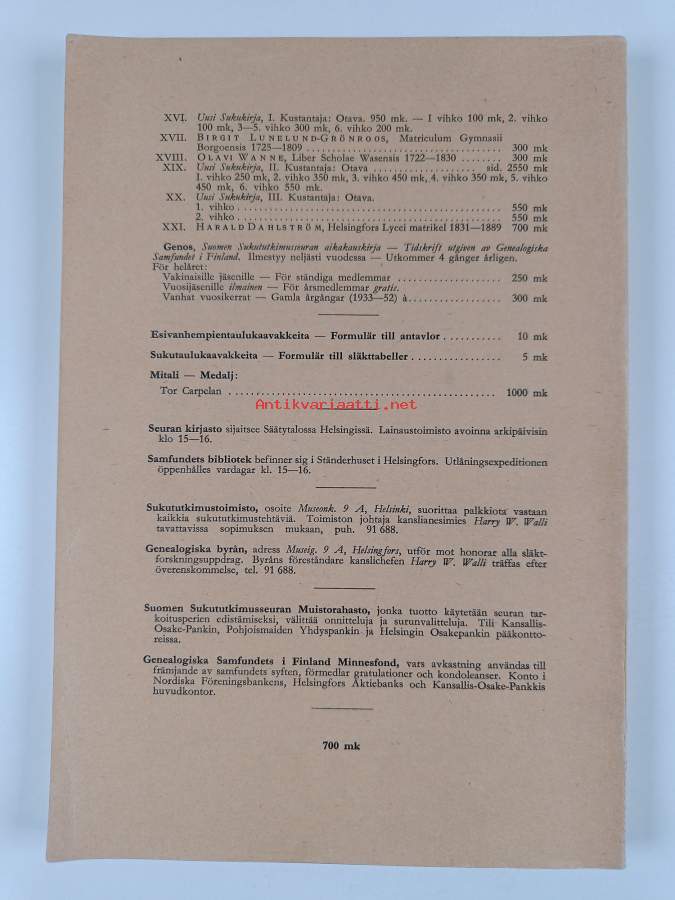 XVI. Uusi Sukukirja, I. Kustantaja: Otava. 950 mk. — I vihko 100 mk, 2. vihko
100 mk, 3—5. vihko 300 mk, 6. vihko 200 mk.
XVII. BIRGIT LUNELUND-GRÖNROOS, Matriculum Gymnasii
Borgoensis 1725—1809 ........ 300 mk
XVIII. OLAVI WANNE, Liber Scholae Wasensis 1722—1830 ........ 300 mk
XIX. Uusi Sukukirja, II. Kustantaja: Otava ........ sid. 2550 mk
I. vihko 250 mk, 2. vihko 350 mk, 3. vihko 450 mk, 4. vihko 350 mk, 5. vihko
450 mk, 6. vihko 550 mk.
XX. Uusi Sukukirja, III. Kustantaja: Otava.
1. vihko ........ 550 mk
2. vihko ........ 550 mk
XXI. HARALD DAHLSTRÖM, Helsingfors Lycei matrikel 1831—1889 700 mk
Genos, Suomen Sukututkimusseuran aikakauskirja — Tidskrift utgiven av Genealogiska
Samfundet i Finland. Ilmestyy neljästi vuodessa — Utkommer 4 gånger årligen.
För helåret:
Vakinaisille jäsenille — För ständiga medlemmar ........ 250 mk
Vuosijäsenille ilmainen — För årsmedlemmar gratis.
Vanhat vuosikerrat — Gamla årgångar (1933—52) à ........ 300 mk
Esivanhempientaulukaavakkeita — Formulär till antavlor ........ 10 mk
Sukutaulukaavakkeita — Formulär till släkttabeller ........ 5 mk
Mitali — Medalj:
Tor Carpelan ........ 1000 mk
Antikvariaatti.net
Seuran kirjasto sijaitsee Säätytalossa Helsingissä. Lainaustoimisto avoinna arkipäivisin
klo 15—16.
Samfundets bibliotek befinner sig i Ständerhuset i Helsingfors. Utlåningsexpeditionen
öppenhålles vardagar kl. 15—16.
Sukututkimustoimisto, osoite Museonk. 9 A, Helsinki, suorittaa palkkiota vastaan
kaikkia sukututkimustehtäviä. Toimiston johtaja kanslianesimies Harry W. Walli
tavattavissa sopimuksen mukaan, puh. 91 688.
Genealogiska byrån, adress Museig. 9 A, Helsingfors, utför mot honorar alla släkt-
forskningsuppdrag. Byråns föreståndare kanslichefen Harry W. Walli träffas efter
överenskommelse, tel. 91 688.
Suomen Sukututkimusseuran Muistorahasto, jonka tuotto käytetään seuran tar-
koitusperien edistämiseksi, välittää onnitteluja ja surunvalitteluja. Tili Kansallis-
Osake-Pankin, Pohjoismaiden Yhdyspankin ja Helsingin Osakepankin pääkontto-
reissa.
Genealogiska Samfundets i Finland Minnesfond, vars avkastning användas till
främjande av samfundets syften, förmedlar gratulationer och kondoleanser. Konto i
Nordiska Föreningsbankens, Helsingfors Aktiebanks och Kansallis-Osake-Pankkis
huvudkontor.
700 mk